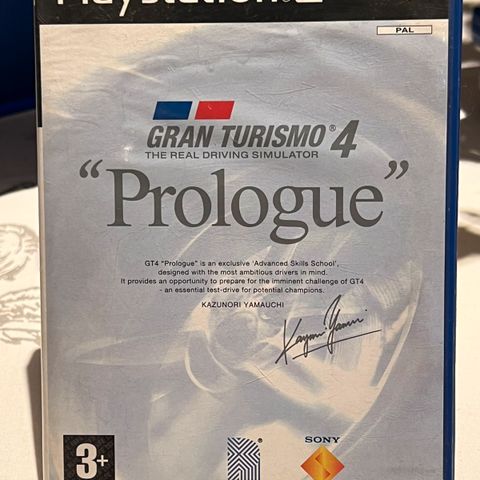 PlayStation®2
PAL
GRAN TURISMO®4
THE REAL DRIVING SIMULATOR
“Prologue”
GT4 "Prologue" is an exclusive 'Advanced Skills School',
designed with the most ambitious drivers in mind.
It provides an opportunity to prepare for the imminent challenge of GT4
- an essential test-drive for potential champions.
KAZUNORI YAMAUCHI
3+
SONY